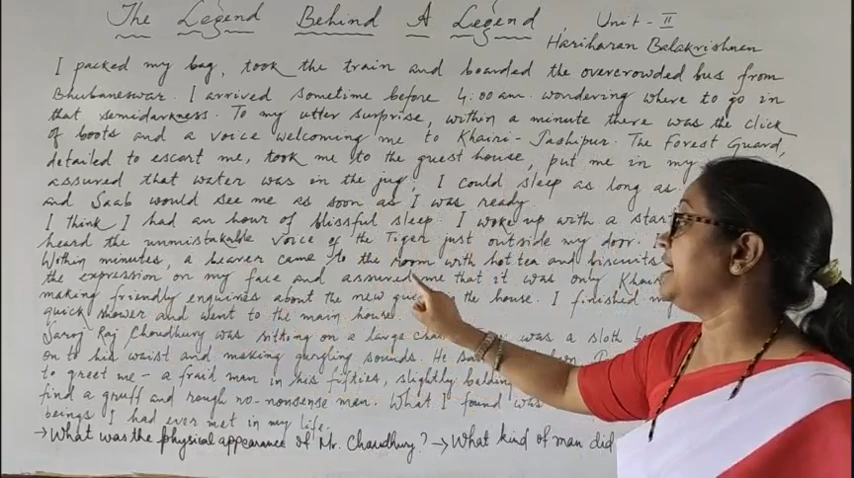 The Legend Behind A Legend Unit - II
Hariharan Balakrishnan
I packed my bag, took the train and boarded the overcrowded bus from
Bhubaneswar. I arrived sometime before 4:00 am. wondering where to go in
that semidarkness. To my utter surprise, within a minute there was the click
of boots and a voice welcoming me to Khairi - Jashipur. The Forest Guard,
detailed to escort me, took me to the guest house, put me in my
assured that water was in the jug, I could sleep as long as
and Saab would see me as soon as I was ready.
I think I had an hour of blissful sleep. I woke up with a start
heard the unmistakable voice of the Tiger just outside my door.
Within minutes, a bearer came to the room with hot tea and biscuits
the expression on my face and assured me that it was only
making friendly enquiries about the new the house. I finished
quick shower and went to the main house.
Saroj Raj Choudhury was sitting on a large was a sloth
on to his waist and making gurgling sounds. He
to greet me - a fraid man in his fifties, slightly balding
find a gruff and rough no-nonsense man. What I found was
beings I had ever met in my life.
→ What was the physical appearance of Mr. Chaudhury? → What kind of man did